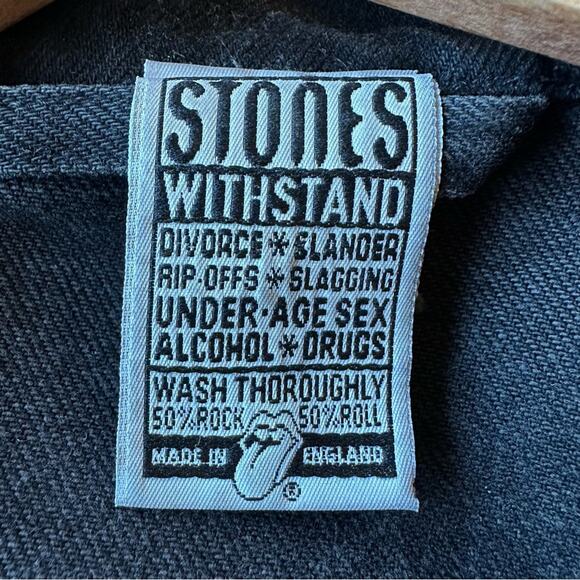 STONES
WITHSTAND
DIVORCE * SLANDER
RIP-OFFS * SLAGGING
UNDER-AGE SEX
ALCOHOL * DRUGS
WASH THOROUGHLY
50% ROCK 50% ROLL
MADE IN ENGLAND
®